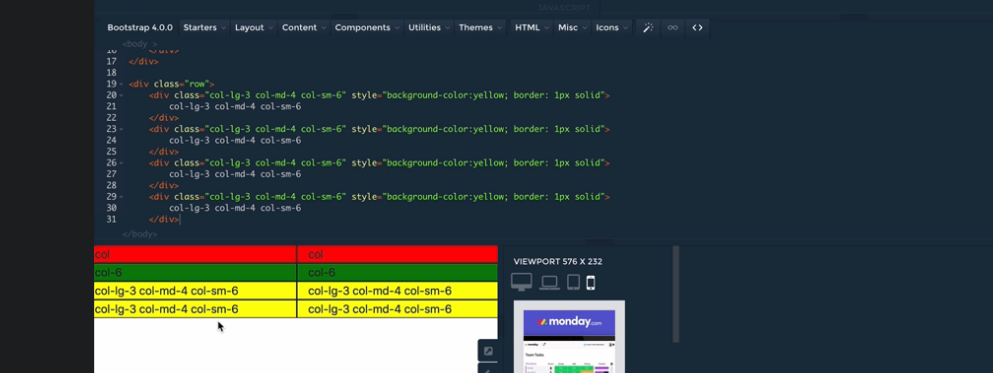 JAVASCRIPT
Bootstrap 4.0.0 Starters Layout Content Components Utilities Themes HTML Misc Icons
<body >
16 </div>
17 </div>
18
19 <div class="row">
20 <div class="col-lg-3 col-md-4 col-sm-6" style="background-color:yellow; border: 1px solid">
21 col-lg-3 col-md-4 col-sm-6
22 </div>
23 <div class="col-lg-3 col-md-4 col-sm-6" style="background-color:yellow; border: 1px solid">
24 col-lg-3 col-md-4 col-sm-6
25 </div>
26 <div class="col-lg-3 col-md-4 col-sm-6" style="background-color:yellow; border: 1px solid">
27 col-lg-3 col-md-4 col-sm-6
28 </div>
29 <div class="col-lg-3 col-md-4 col-sm-6" style="background-color:yellow; border: 1px solid">
30 col-lg-3 col-md-4 col-sm-6
31 </div>
</body>
col col
col-6 col-6
col-lg-3 col-md-4 col-sm-6 col-lg-3 col-md-4 col-sm-6
col-lg-3 col-md-4 col-sm-6 col-lg-3 col-md-4 col-sm-6
VIEWPORT 576 X 232
monday.com
monday
Team Tasks